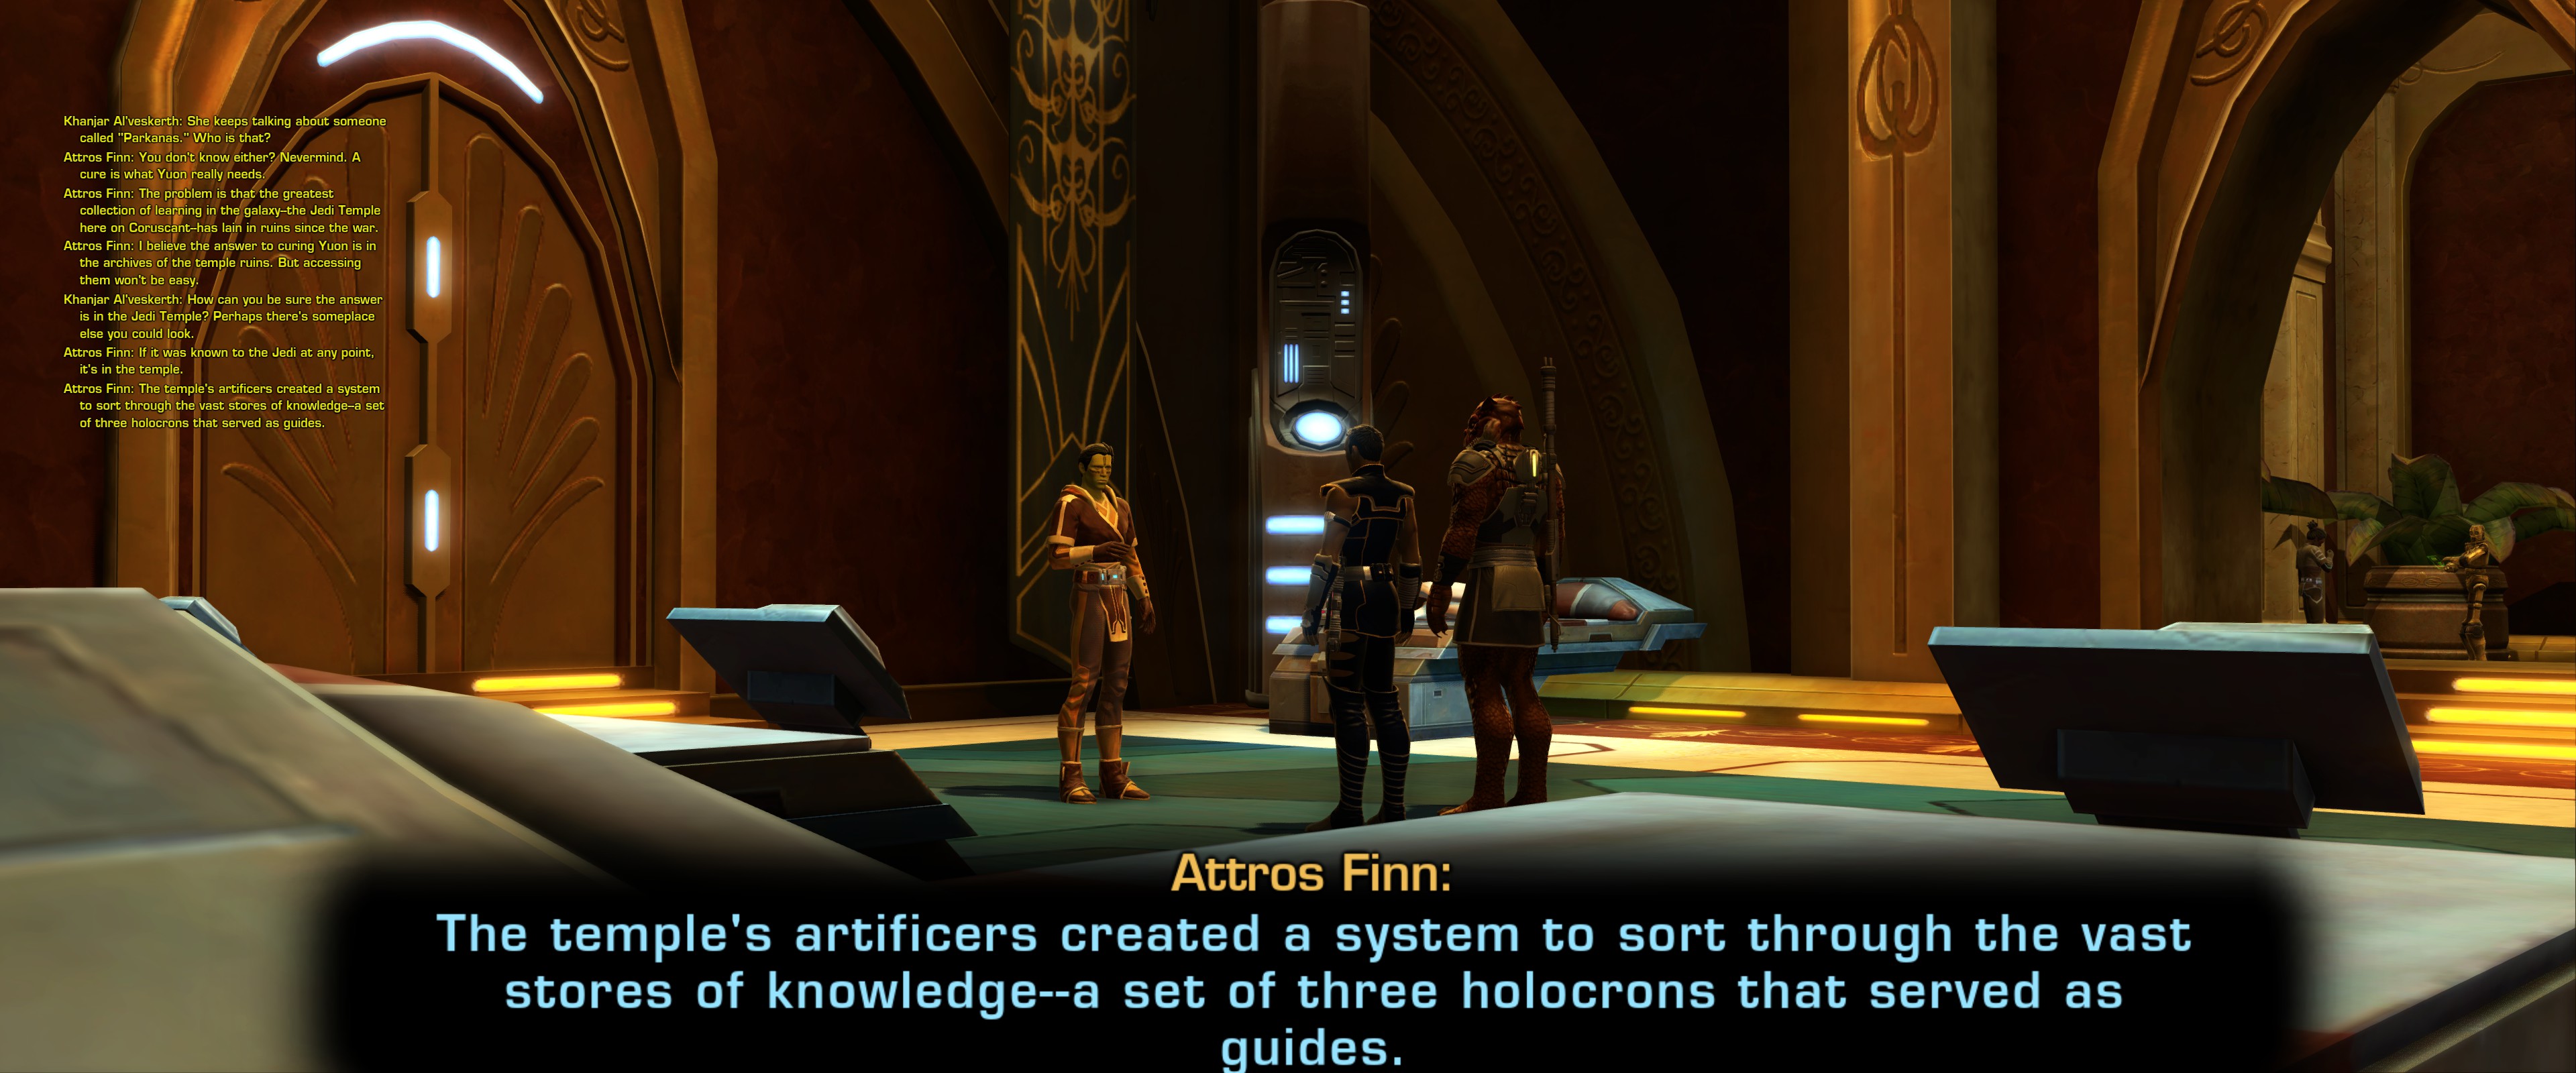 Khanjar Al'veskerth: She keeps talking about someone
called "Parkanas." Who is that?
Attros Finn: You don't know either? Nevermind. A
cure is what Yuon really needs.
Attros Finn: The problem is that the greatest
collection of learning in the galaxy--the Jedi Temple
here on Coruscant--has lain in ruins since the war.
Attros Finn: I believe the answer to curing Yuon is in
the archives of the temple ruins. But accessing
them won't be easy.
Khanjar Al'veskerth: How can you be sure the answer
is in the Jedi Temple? Perhaps there's someplace
else you could look.
Attros Finn: If it was known to the Jedi at any point,
it's in the temple.
Attros Finn: The temple's artificers created a system
to sort through the vast stores of knowledge--a set
of three holocrons that served as guides.
Attros Finn:
The temple's artificers created a system to sort through the vast
stores of knowledge--a set of three holocrons that served as
guides.